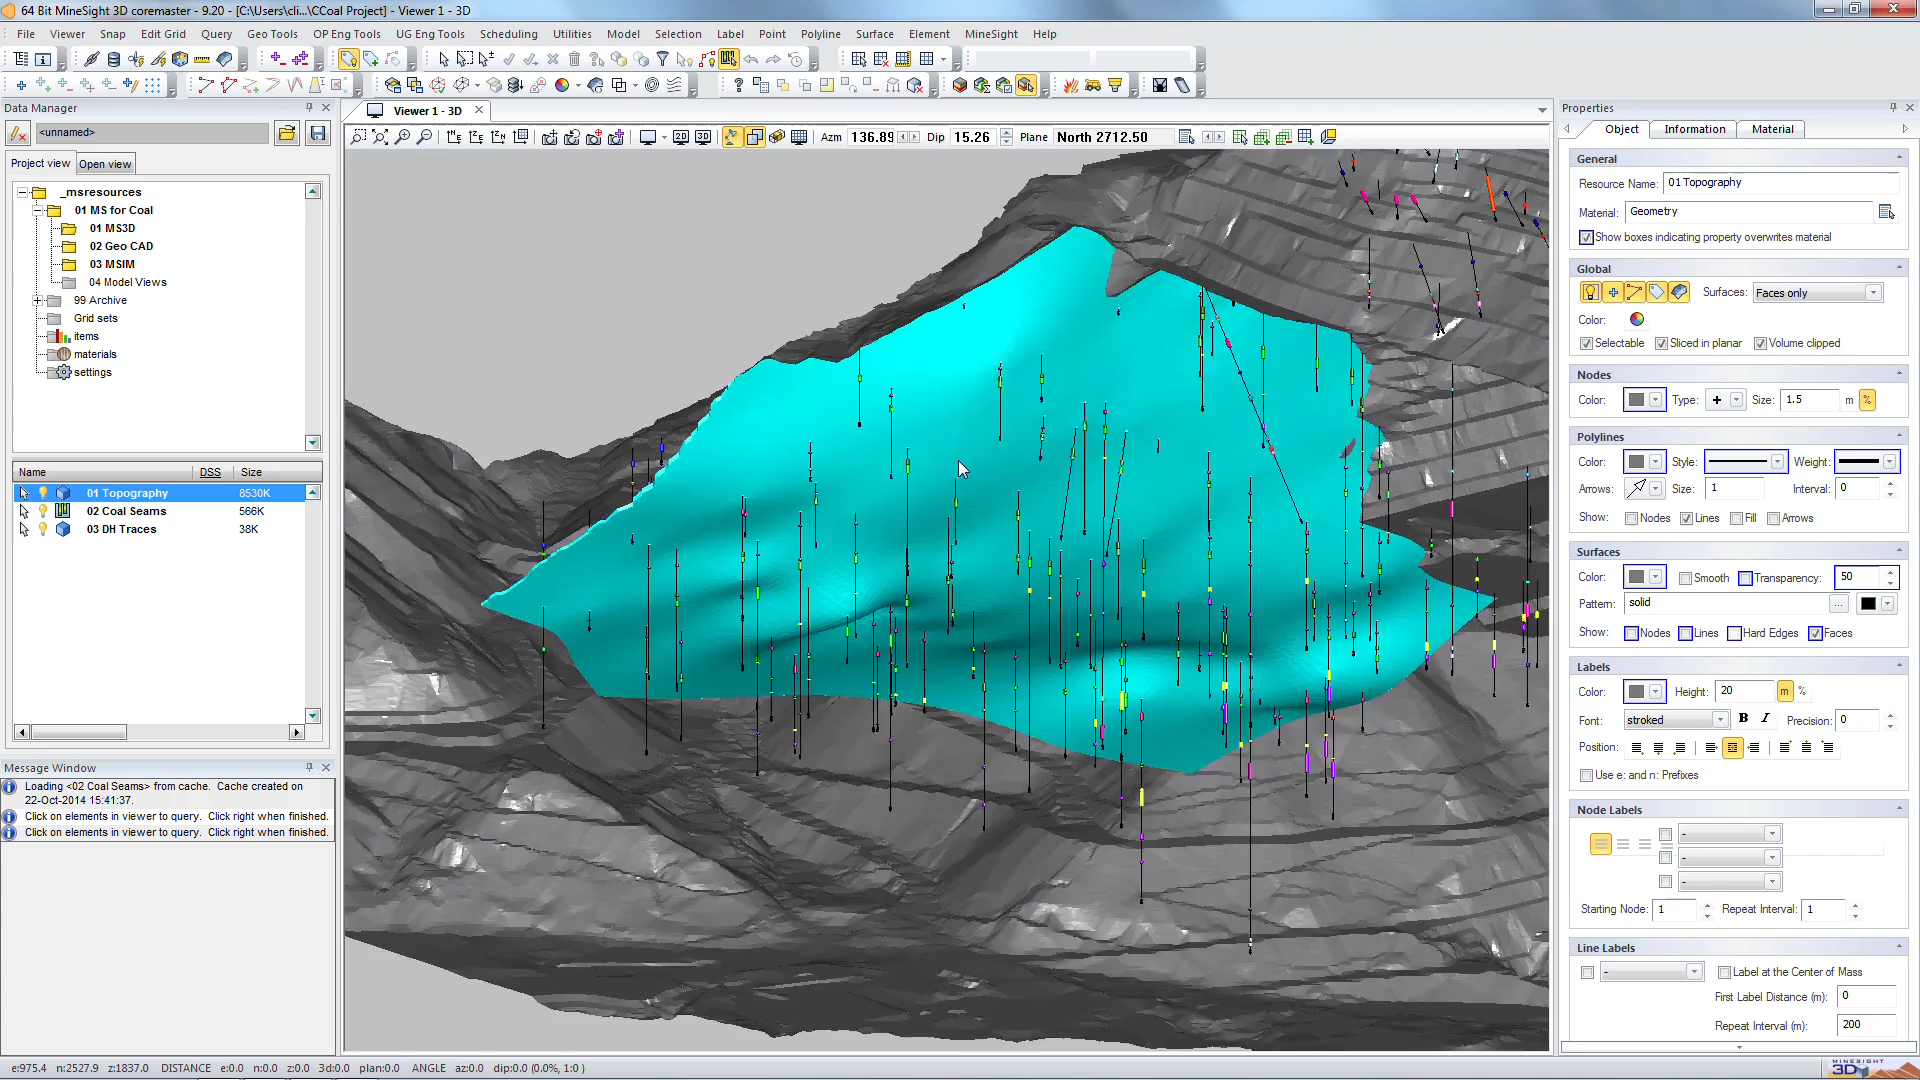 64 Bit MineSight 3D coremaster - 9.20 - [C:\Users\cli...\CCoal Project] - Viewer 1 - 3D
File Viewer Snap Edit Grid Query Geo Tools OP Eng Tools UG Eng Tools Scheduling Utilities Model Selection Label Point Polyline Surface Element MineSight Help
Data Manager
<unnamed>
Project view Open view
_msresources
01 MS for Coal
01 MS3D
02 Geo CAD
03 MSIM
04 Model Views
99 Archive
Grid sets
items
materials
settings
Name DSS Size
01 Topography 8530K
02 Coal Seams 566K
03 DH Traces 38K
Message Window
Loading <02 Coal Seams> from cache. Cache created on
22-Oct-2014 15:41:37.
Click on elements in viewer to query. Click right when finished.
Click on elements in viewer to query. Click right when finished.
Viewer 1 - 3D
2D 3D Azm 136.89 Dip 15.26 Plane North 2712.50
Properties
Object Information Material
General
Resource Name: 01 Topography
Material: Geometry
Show boxes indicating property overwrites material
Global
Surfaces: Faces only
Color:
Selectable Sliced in planar Volume clipped
Nodes
Color: Type: + Size: 1.5 m %
Polylines
Color: Style: Weight:
Arrows: Size: 1 Interval: 0
Show: Nodes Lines Fill Arrows
Surfaces
Color: Smooth Transparency: 50
Pattern: solid ...
Show: Nodes Lines Hard Edges Faces
Labels
Color: Height: 20 m %
Font: stroked B I Precision: 0
Position:
Use e: and n: Prefixes
Node Labels
-
-
-
Starting Node: 1 Repeat Interval: 1
Line Labels
- Label at the Center of Mass
First Label Distance (m): 0
Repeat Interval (m): 200
e:975.4 n:2527.9 z:1837.0 DISTANCE e:0.0 n:0.0 z:0.0 3d:0.0 plan:0.0 ANGLE az:0.0 dip:0.0 (0.0%, 1:0 )
MINESIGHT
3D